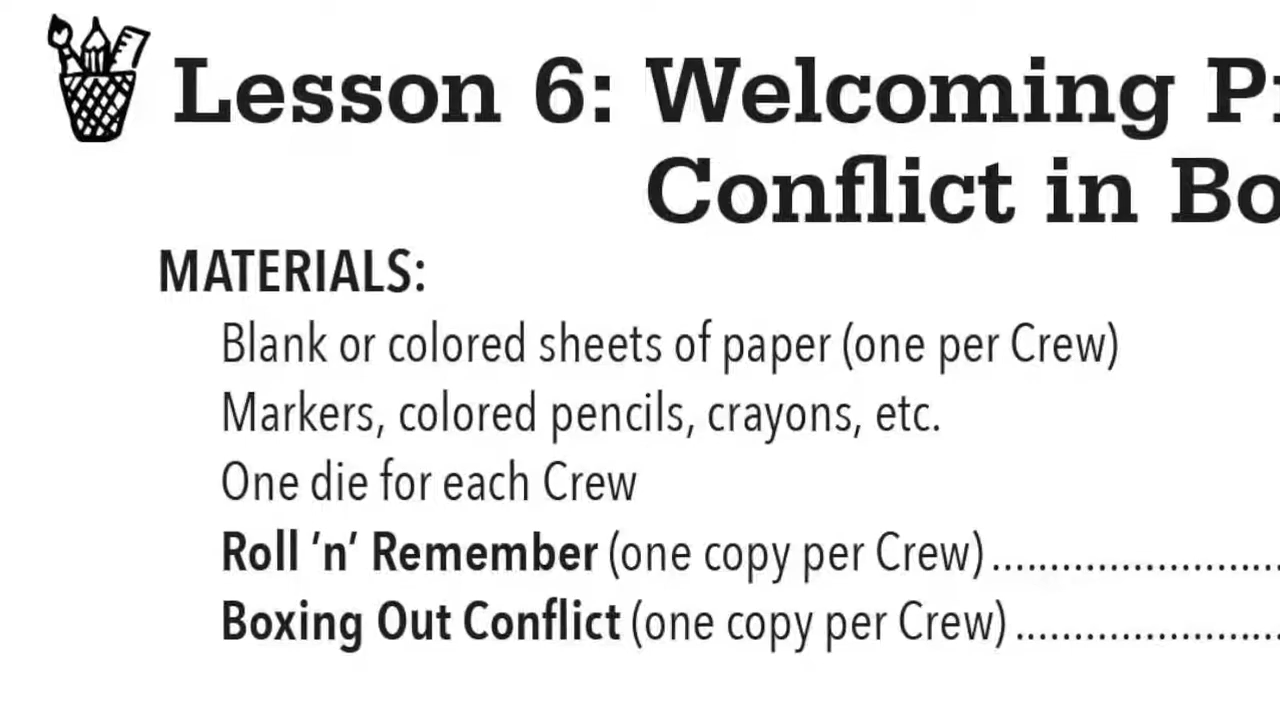 Lesson 6: Welcoming
Conflict in
MATERIALS:
Blank or colored sheets of paper (one per Crew)
Markers, colored pencils, crayons, etc.
One die for each Crew
Roll ’n’ Remember (one copy per Crew)........................
Boxing Out Conflict (one copy per Crew)......................